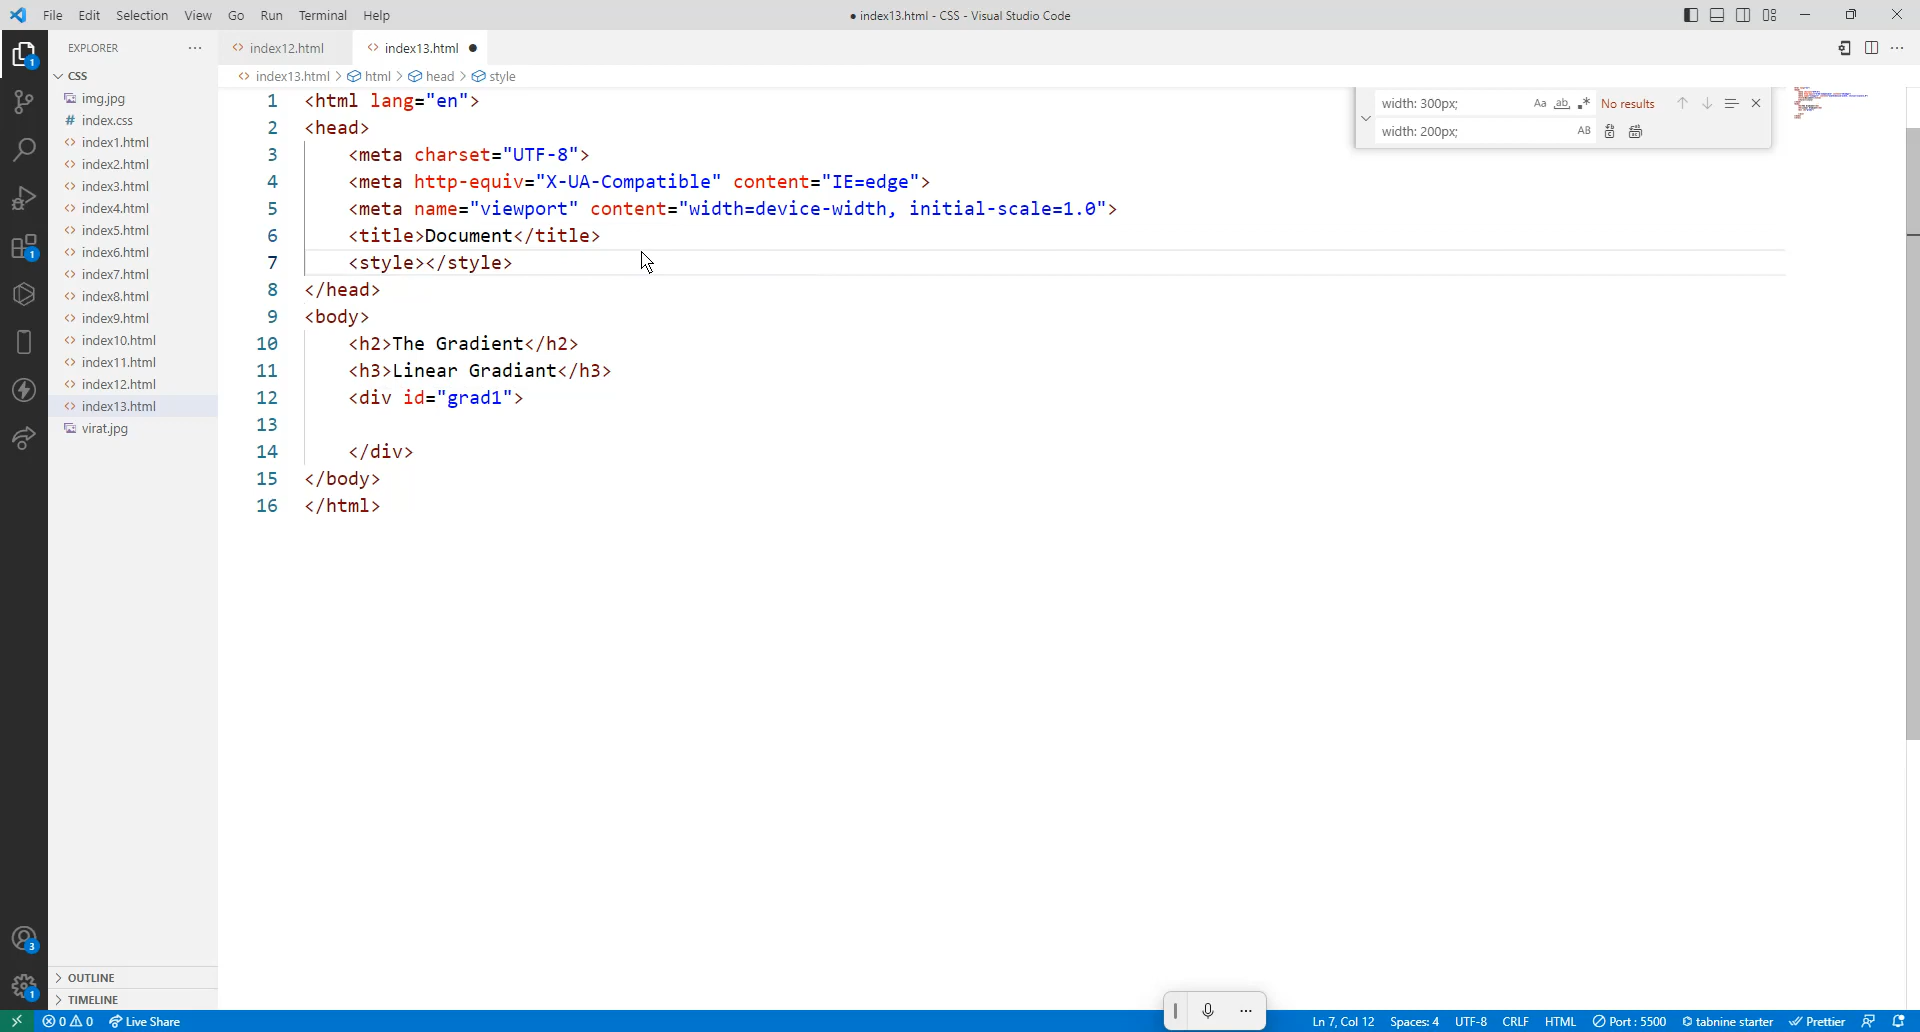 File Edit Selection View Go Run Terminal Help
● index13.html - CSS - Visual Studio Code
EXPLORER
CSS
img.jpg
# index.css
index1.html
index2.html
index3.html
index4.html
index5.html
index6.html
index7.html
index8.html
index9.html
index10.html
index11.html
index12.html
index13.html
virat.jpg
OUTLINE
TIMELINE
1
1
3
1
index12.html
index13.html ●
index13.html > html > head > style
width: 300px; Aa ab .* No results
width: 200px; AB
1 <html lang="en">
2 <head>
3 <meta charset="UTF-8">
4 <meta http-equiv="X-UA-Compatible" content="IE=edge">
5 <meta name="viewport" content="width=device-width, initial-scale=1.0">
6 <title>Document</title>
7 <style></style>
8 </head>
9 <body>
10 <h2>The Gradient</h2>
11 <h3>Linear Gradiant</h3>
12 <div id="grad1">
13
14 </div>
15 </body>
16 </html>
0 0 Live Share
Ln 7, Col 12 Spaces: 4 UTF-8 CRLF HTML Port : 5500 tabnine starter Prettier